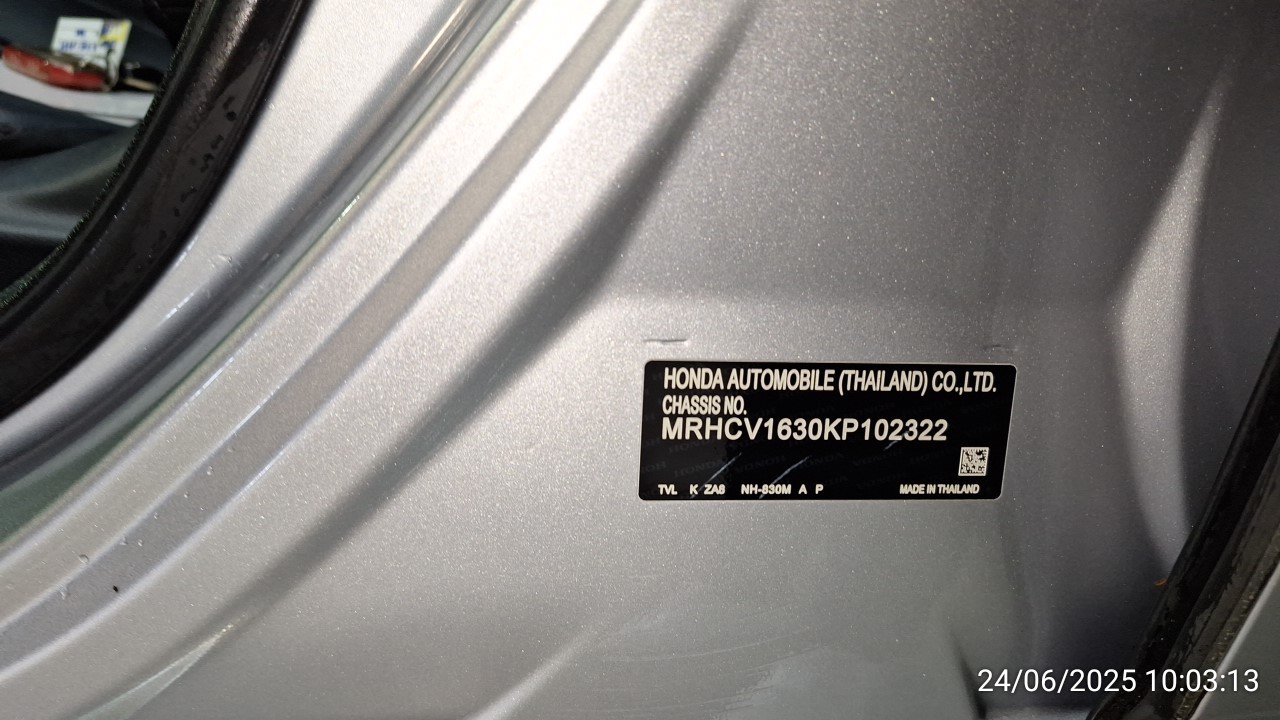 HONDA AUTOMOBILE (THAILAND) CO.,LTD.
CHASSIS NO.
MRHCV1630KP102322
TVL K ZA8 NH-830M A P MADE IN THAILAND
24/06/2025 10:03:13